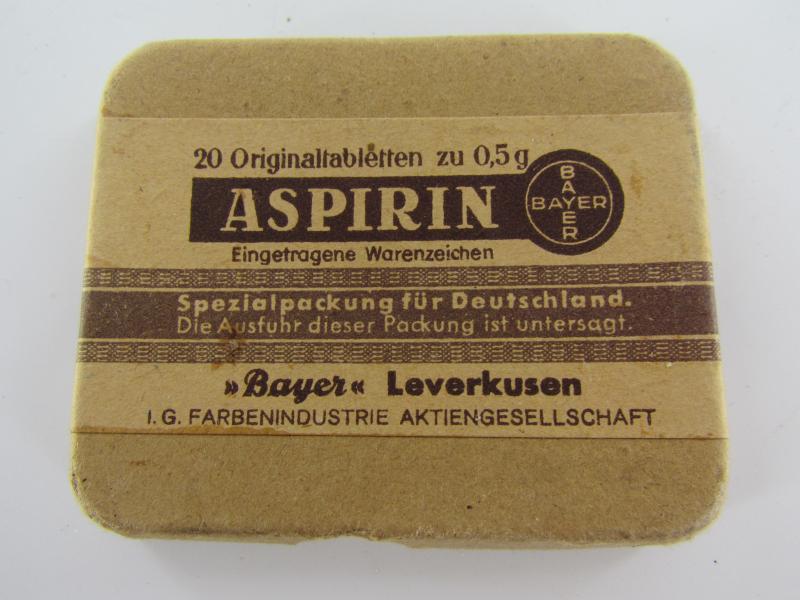 20 Originaltabletten zu 0,5 g
ASPIRIN
BAYER
BAYER
Eingetragene Warenzeichen
Spezialpackung für Deutschland.
Die Ausfuhr dieser Packung ist untersagt.
»Bayer« Leverkusen
I. G. FARBENINDUSTRIE AKTIENGESELLSCHAFT